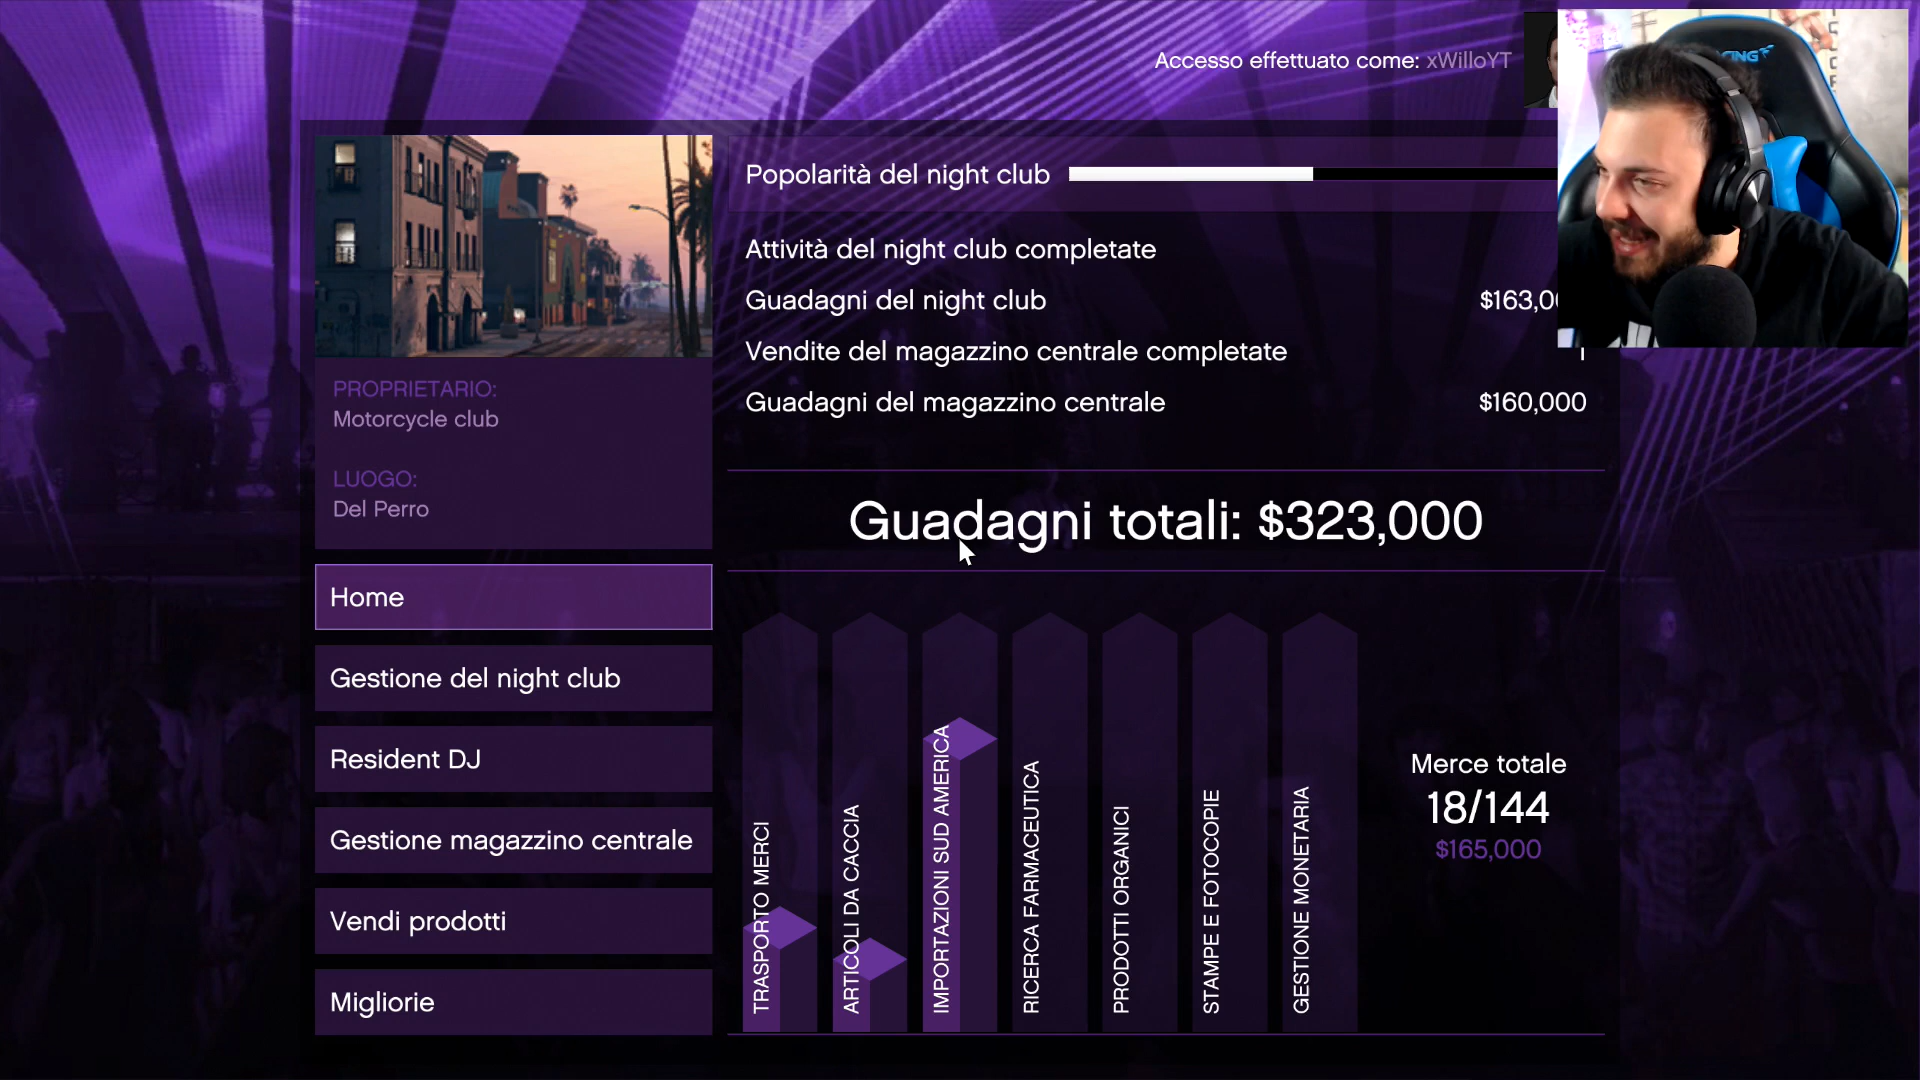 Accesso effettuato come: xWilloYT
Popolarità del night club
Attività del night club completate
Guadagni del night club
$163,0
Vendite del magazzino centrale completate
1
Guadagni del magazzino centrale
$160,000
PROPRIETARIO:
Motorcycle club
LUOGO:
Del Perro
Guadagni totali: $323,000
Home
Gestione del night club
Resident DJ
Gestione magazzino centrale
Vendi prodotti
Migliorie
TRASPORTO MERCI
ARTICOLI DA CACCIA
IMPORTAZIONI SUD AMERICA
RICERCA FARMACEUTICA
PRODOTTI ORGANICI
STAMPE E FOTOCOPIE
GESTIONE MONETARIA
Merce totale
18/144
$165,000